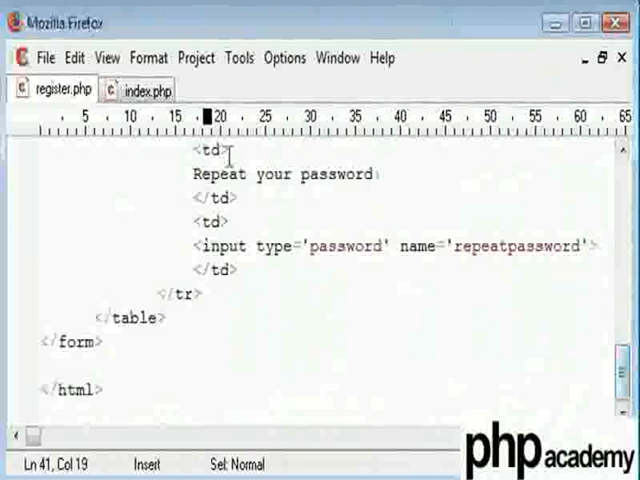 Mozilla Firefox
File Edit View Format Project Tools Options Window Help
register.php index.php
5 10 15 20 25 30 35 40 45 50 55 60 65
<td>
Repeat your password:
</td>
<td>
<input type='password' name='repeatpassword'>
</td>
</tr>
</table>
</form>
</html>
Ln 41, Col 19 Insert Sel: Normal
php academy